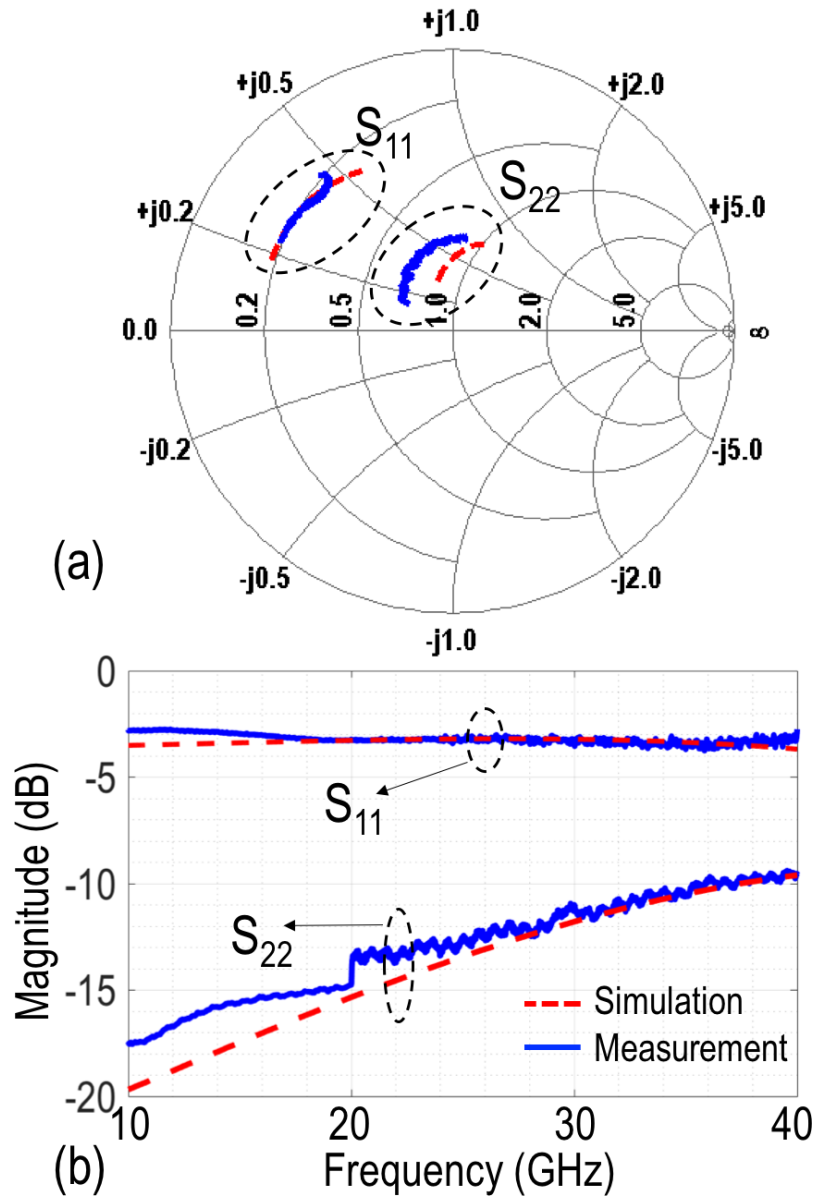 +j1.0
+j0.5
+j2.0
S11
S22
+j0.2
+j5.0
0.0
0.2
0.5
1.0
2.0
5.0
∞
-j0.2
-j5.0
(a)
-j0.5
-j2.0
-j1.0
0
-5
-10
-15
-20
Magnitude (dB)
S11
S22
Simulation
Measurement
10
20
30
40
(b)
Frequency (GHz)